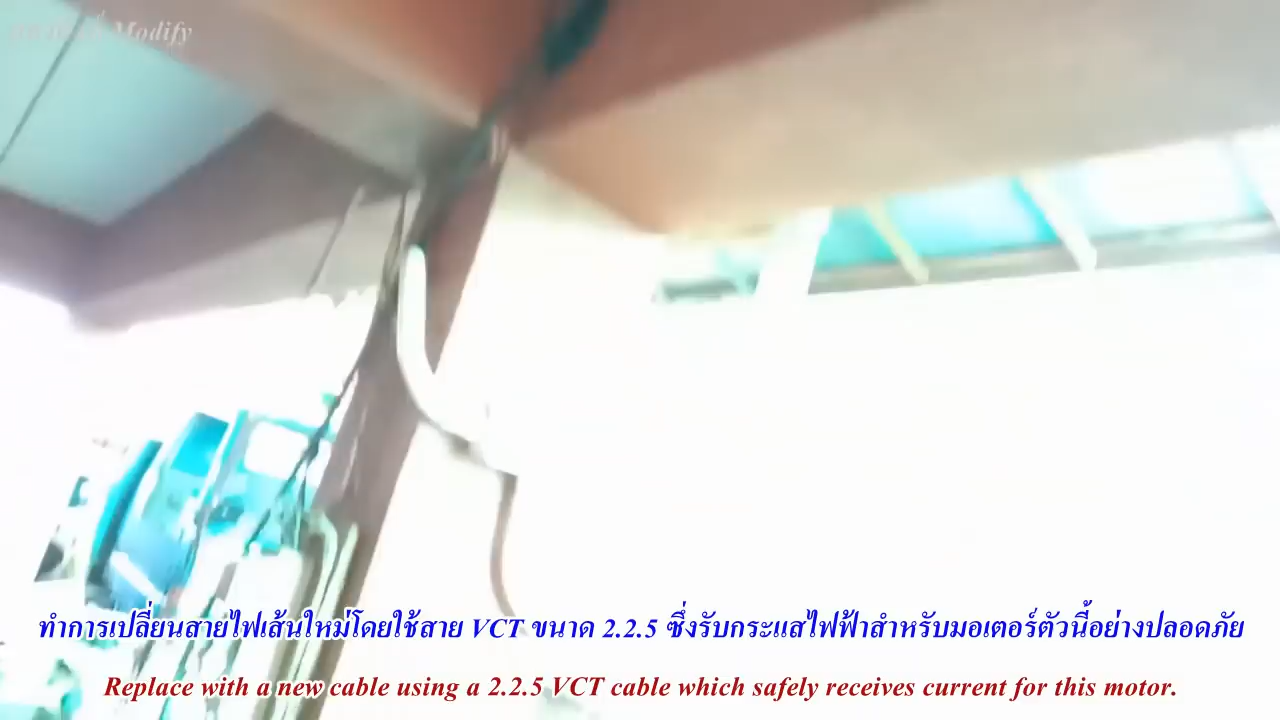 Modify
ทำการเปลี่ยนสายไฟเส้นใหม่โดยใช้สาย VCT ขนาด 2.2.5 ซึ่งรับกระแสไฟฟ้าสำหรับมอเตอร์ตัวนี้อย่างปลอดภัย
Replace with a new cable using a 2.2.5 VCT cable which safely receives current for this motor.